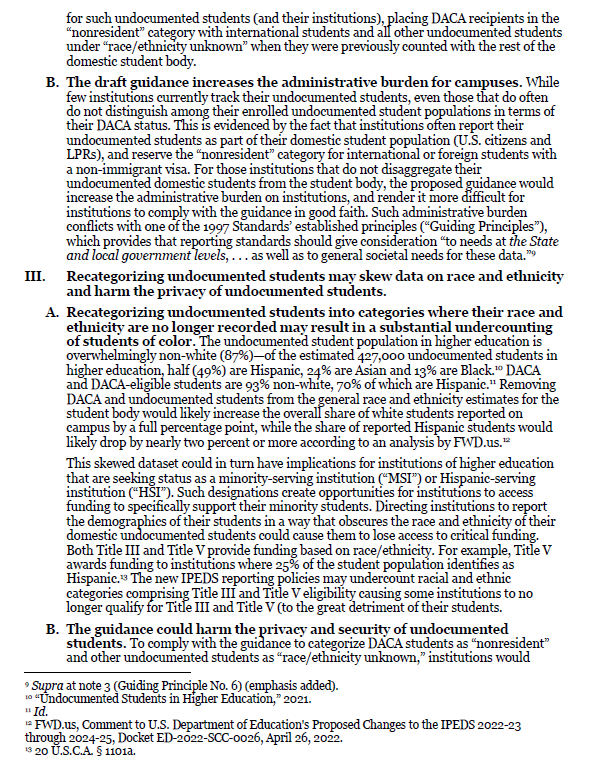 for such undocumented students (and their institutions), placing DACA recipients in the
"nonresident" category with international students and all other undocumented students
under "race/ethnicity unknown" when they were previously counted with the rest of the
domestic student body.
B. The draft guidance increases the administrative burden for campuses. While
few institutions currently track their undocumented students, even those that do often
do not distinguish among their enrolled undocumented student populations in terms of
their DACA status. This is evidenced by the fact that institutions often report their
undocumented students as part of their domestic student population (U.S. citizens and
LPRs), and reserve the "nonresident" category for international or foreign students with
a non-immigrant visa. For those institutions that do not disaggregate their
undocumented domestic students from the student body, the proposed guidance would
increase the administrative burden on institutions, and render it more difficult for
institutions to comply with the guidance in good faith. Such administrative burden
conflicts with one of the 1997 Standards' established principles ("Guiding Principles"),
which provides that reporting standards should give consideration "to needs at the State
and local government levels, . . . as well as to general societal needs for these data."⁹
III. Recategorizing undocumented students may skew data on race and ethnicity
and harm the privacy of undocumented students.
A. Recategorizing undocumented students into categories where their race and
ethnicity are no longer recorded may result in a substantial undercounting
of students of color. The undocumented student population in higher education is
overwhelmingly non-white (87%)—of the estimated 427,000 undocumented students in
higher education, half (49%) are Hispanic, 24% are Asian and 13% are Black.¹⁰ DACA
and DACA-eligible students are 93% non-white, 70% of which are Hispanic.¹¹ Removing
DACA and undocumented students from the general race and ethnicity estimates for the
student body would likely increase the overall share of white students reported on
campus by a full percentage point, while the share of reported Hispanic students would
likely drop by nearly two percent or more according to an analysis by FWD.us.¹²
This skewed dataset could in turn have implications for institutions of higher education
that are seeking status as a minority-serving institution ("MSI") or Hispanic-serving
institution ("HSI"). Such designations create opportunities for institutions to access
funding to specifically support their minority students. Directing institutions to report
the demographics of their students in a way that obscures the race and ethnicity of their
domestic undocumented students could cause them to lose access to critical funding.
Both Title III and Title V provide funding based on race/ethnicity. For example, Title V
awards funding to institutions where 25% of the student population identifies as
Hispanic.¹³ The new IPEDS reporting policies may undercount racial and ethnic
categories comprising Title III and Title V eligibility causing some institutions to no
longer qualify for Title III and Title V (to the great detriment of their students.
B. The guidance could harm the privacy and security of undocumented
students. To comply with the guidance to categorize DACA students as "nonresident"
and other undocumented students as "race/ethnicity unknown," institutions would
⁹ Supra at note 3 (Guiding Principle No. 6) (emphasis added).
¹⁰ "Undocumented Students in Higher Education," 2021.
¹¹ Id.
¹² FWD.us, Comment to U.S. Department of Education's Proposed Changes to the IPEDS 2022-23
through 2024-25, Docket ED-2022-SCC-0026, April 26, 2022.
¹³ 20 U.S.C.A. § 1101a.